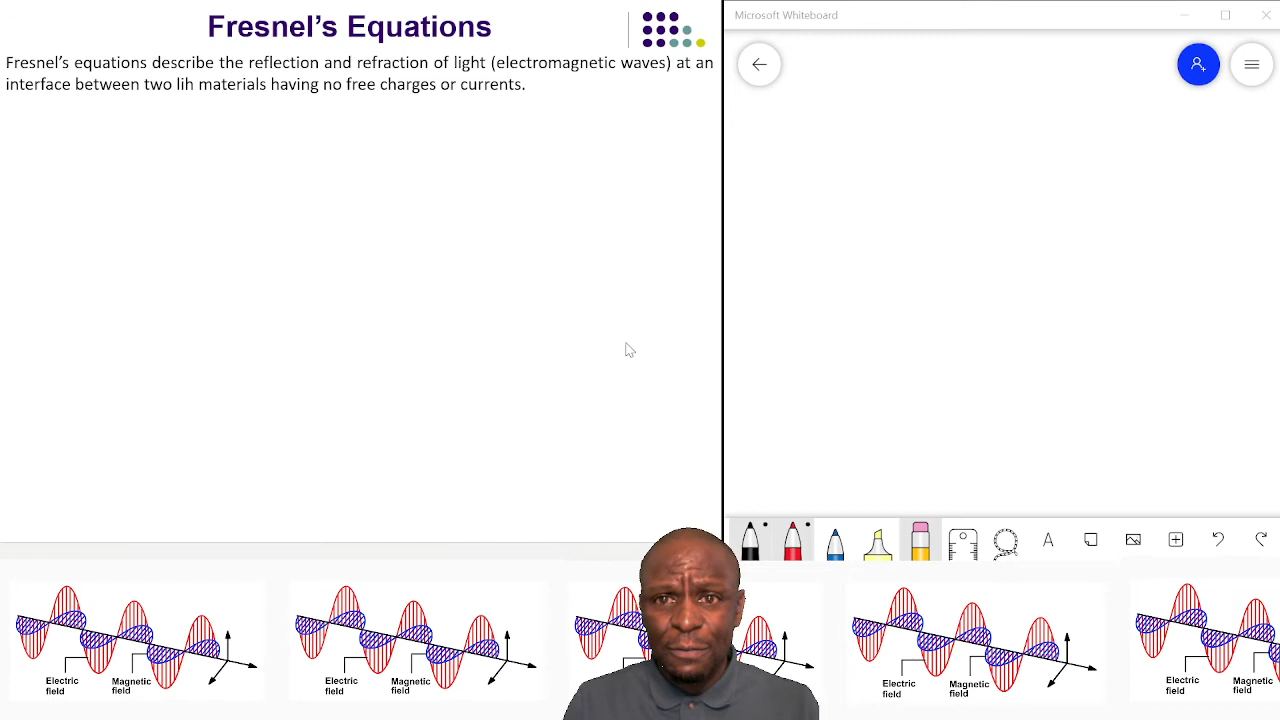 Fresnel’s Equations
Fresnel’s equations describe the reflection and refraction of light (electromagnetic waves) at an
interface between two lih materials having no free charges or currents.
Microsoft Whiteboard
A
Electric
field
Magnetic
field
Electric
field
Magnetic
field
Electric
field
Magnetic
field
Electric
field
Magnetic
field